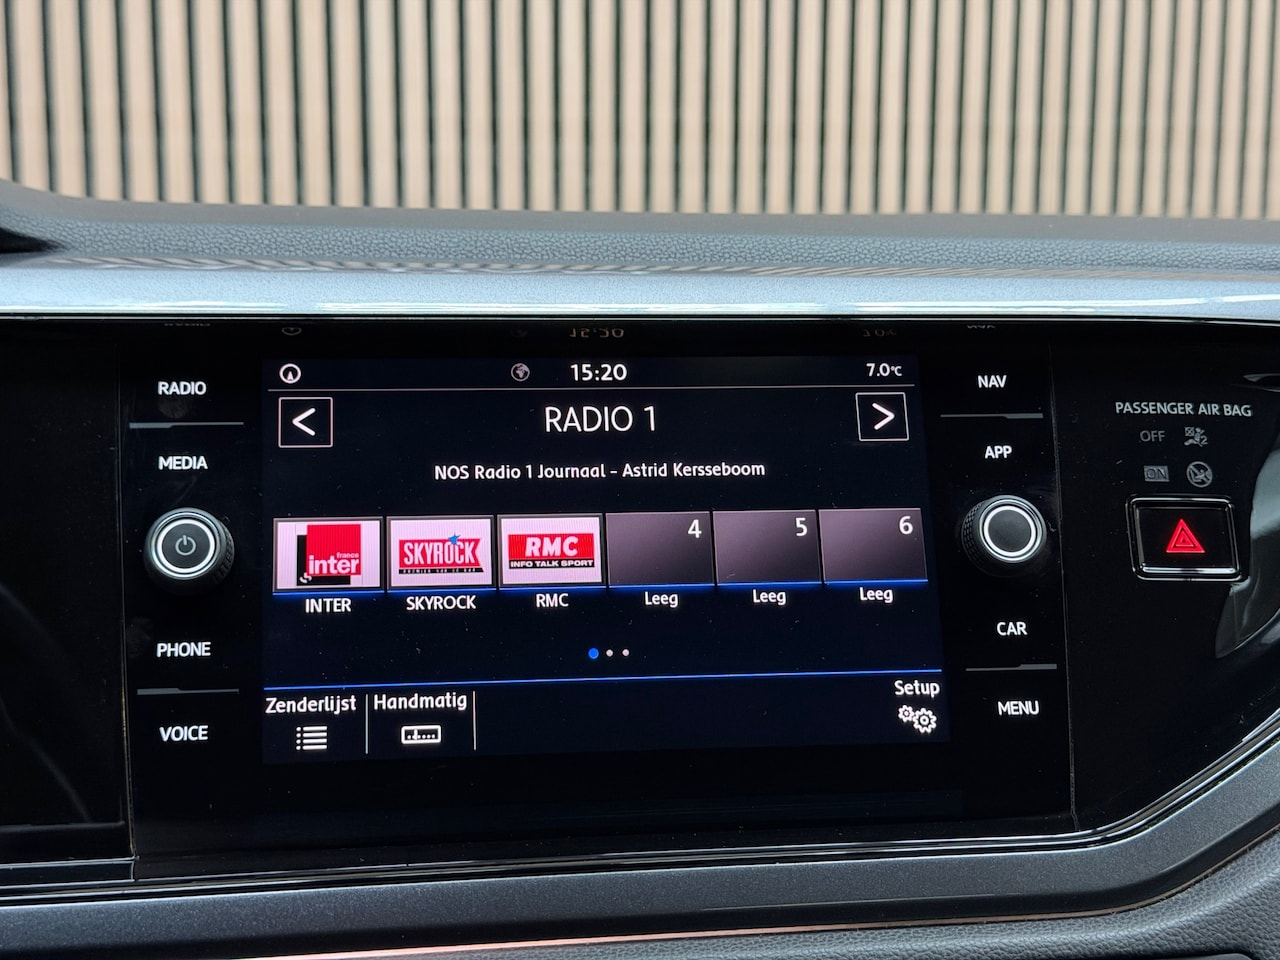 15:20
7.0°C
RADIO
NAV
<
RADIO 1
>
PASSENGER AIR BAG
OFF
2
MEDIA
NOS Radio 1 Journaal - Astrid Kersseboom
APP
ON
france
inter
SKYROCK
RMC
INFO TALK SPORT
4
5
6
INTER
SKYROCK
RMC
Leeg
Leeg
Leeg
PHONE
CAR
Zenderlijst
Handmatig
Setup
VOICE
MENU